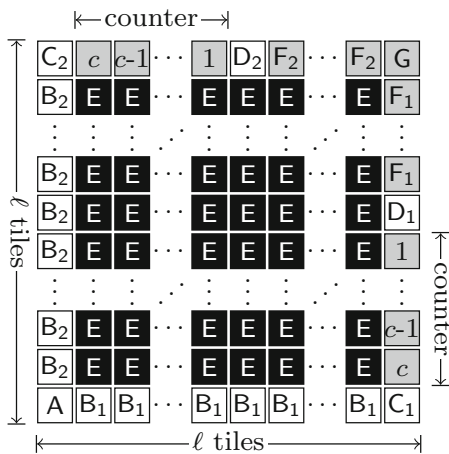 counter
C₂ c c-1 ··· 1 D₂ F₂ ··· F₂ G
B₂ E E ··· E E E ··· E F₁
B₂ E E ··· E E E ··· E F₁
B₂ E E ··· E E E ··· E D₁
B₂ E E ··· E E E ··· E 1
B₂ E E ··· E E E ··· E c-1
B₂ E E ··· E E E ··· E c
A B₁ B₁ ··· B₁ B₁ B₁ ··· B₁ C₁
ℓ tiles
counter
ℓ tiles